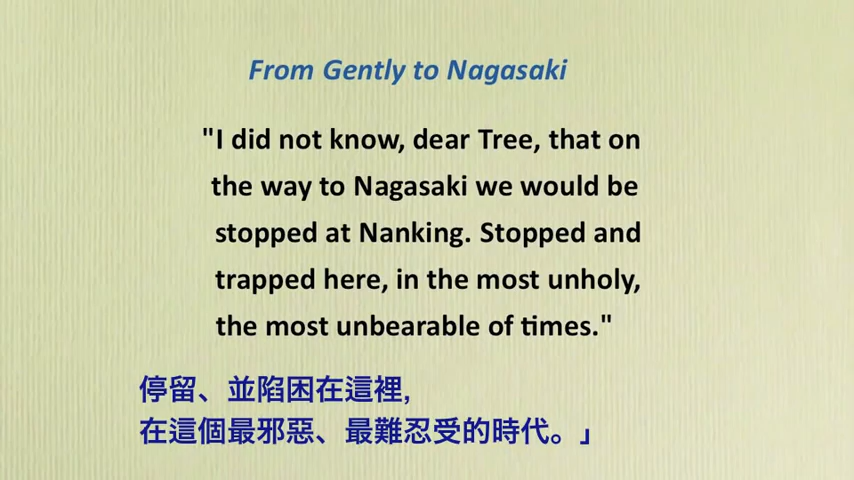 From Gently to Nagasaki
"I did not know, dear Tree, that on
the way to Nagasaki we would be
stopped at Nanking. Stopped and
trapped here, in the most unholy,
the most unbearable of times."
停留、並陷困在這裡,
在這個最邪惡、最難忍受的時代。」